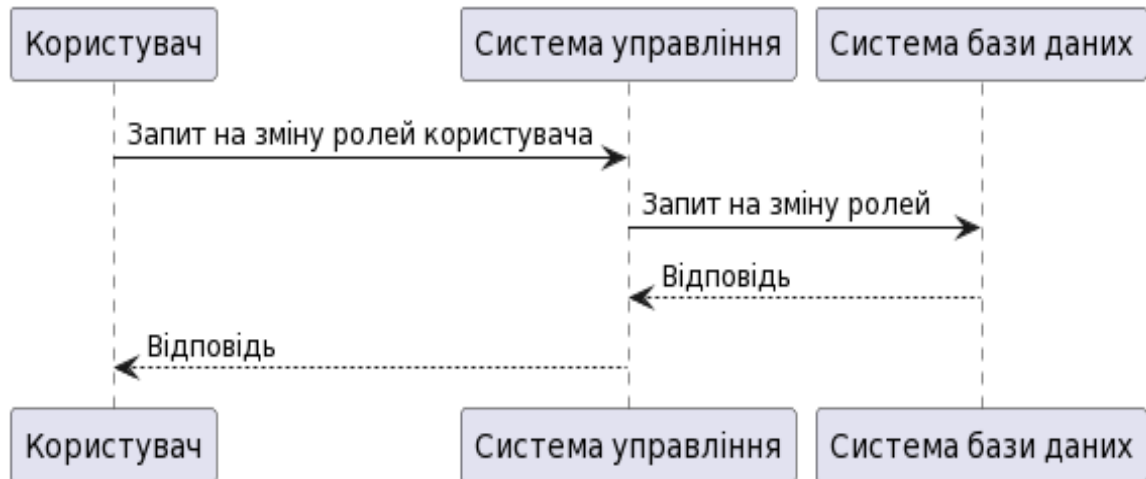 Користувач
Система управління
Система бази даних
Запит на зміну ролей користувача
Запит на зміну ролей
Відповідь
Відповідь
Користувач
Система управління
Система бази даних